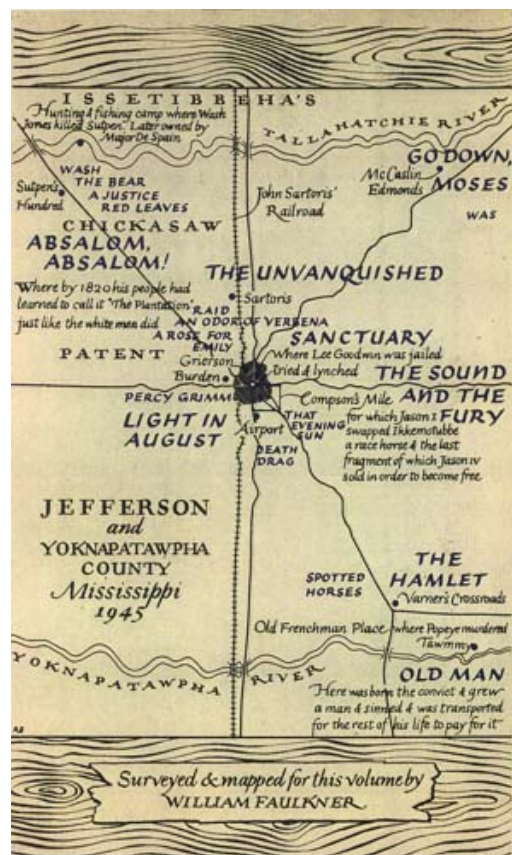 ISSETIBBEHA'S
Hunting & fishing camp where Wash
Jones killed Sutpen. Later owned by
Major De Spain
TALLAHATCHIE RIVER
GO DOWN,
MOSES
McCaslin
Edmonds
WAS
Sutpen's
Hundred
WASH
THE BEAR
A JUSTICE
RED LEAVES
John Sartoris'
Railroad
CHICKASAW
ABSALOM,
ABSALOM!
THE UNVANQUISHED
Where by 1820 his people had
learned to call it "The Plantation"
just like the white men did
Sartoris
RAID
AN ODOR OF VERBENA
A ROSE FOR
EMILY
PATENT
Grierson
Burden
SANCTUARY
Where Lee Goodwin was jailed
tried & lynched
THE SOUND
AND THE
FURY
PERCY GRIMM
LIGHT IN
AUGUST
Airport
THAT
EVENING
SUN
DEATH
DRAG
Compson's Mile
for which Jason I
swapped Ikkemotubbe
a race horse & the last
fragment of which Jason IV
sold in order to become free
JEFFERSON
and
YOKNAPATAWPHA
COUNTY
Mississippi
1945
THE
HAMLET
SPOTTED
HORSES
Varner's Crossroads
Old Frenchman Place where Popeye murdered
Tawmmy
YOKNAPATAWPHA RIVER
OLD MAN
Here was born the convict & grew
a man & sinned & was transported
for the rest of his life to pay for it
Surveyed & mapped for this volume by
WILLIAM FAULKNER